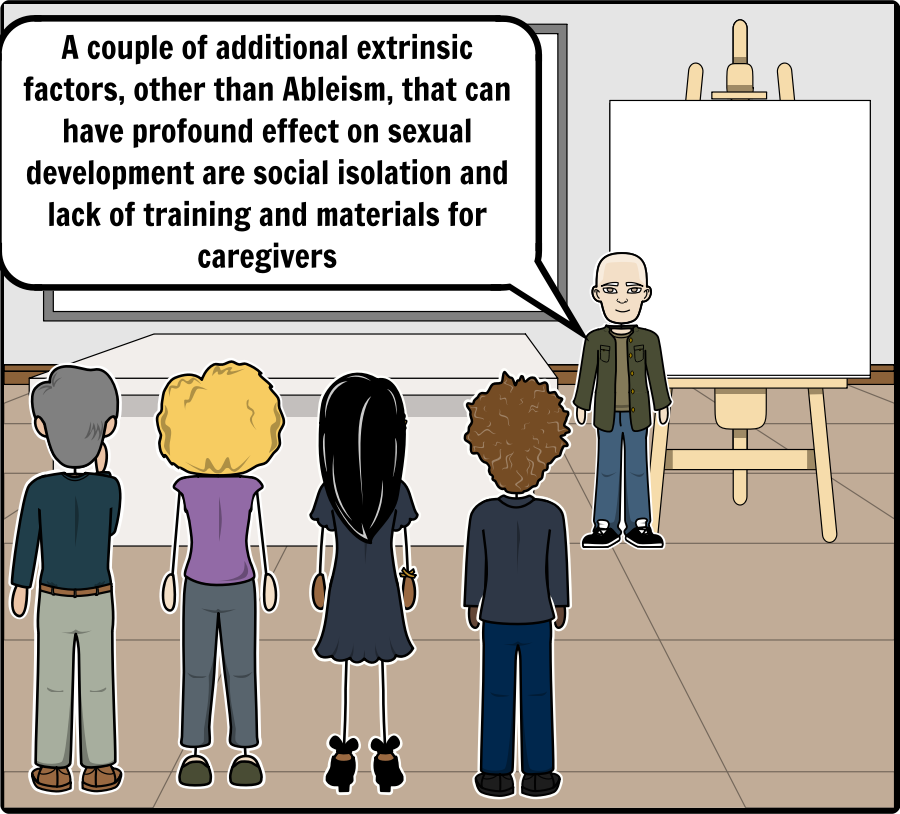 A couple of additional extrinsic
factors, other than Ableism, that can
have profound effect on sexual
development are social isolation and
lack of training and materials for
caregivers